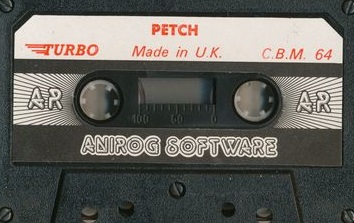 PETCH
TURBO Made in U.K. C.B.M. 64
AR AR
100 50 0
ANIROG SOFTWARE